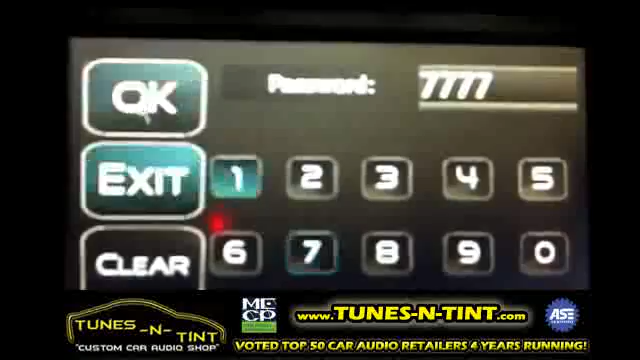 OK
Password: 7777
EXIT
1 2 3 4 5
6 7 8 9 0
CLEAR
TUNES
-N-
TINT
"CUSTOM CAR AUDIO SHOP"
MECP
www.TUNES-N-TINT.com
ASE
VOTED TOP 50 CAR AUDIO RETAILERS 4 YEARS RUNNING!